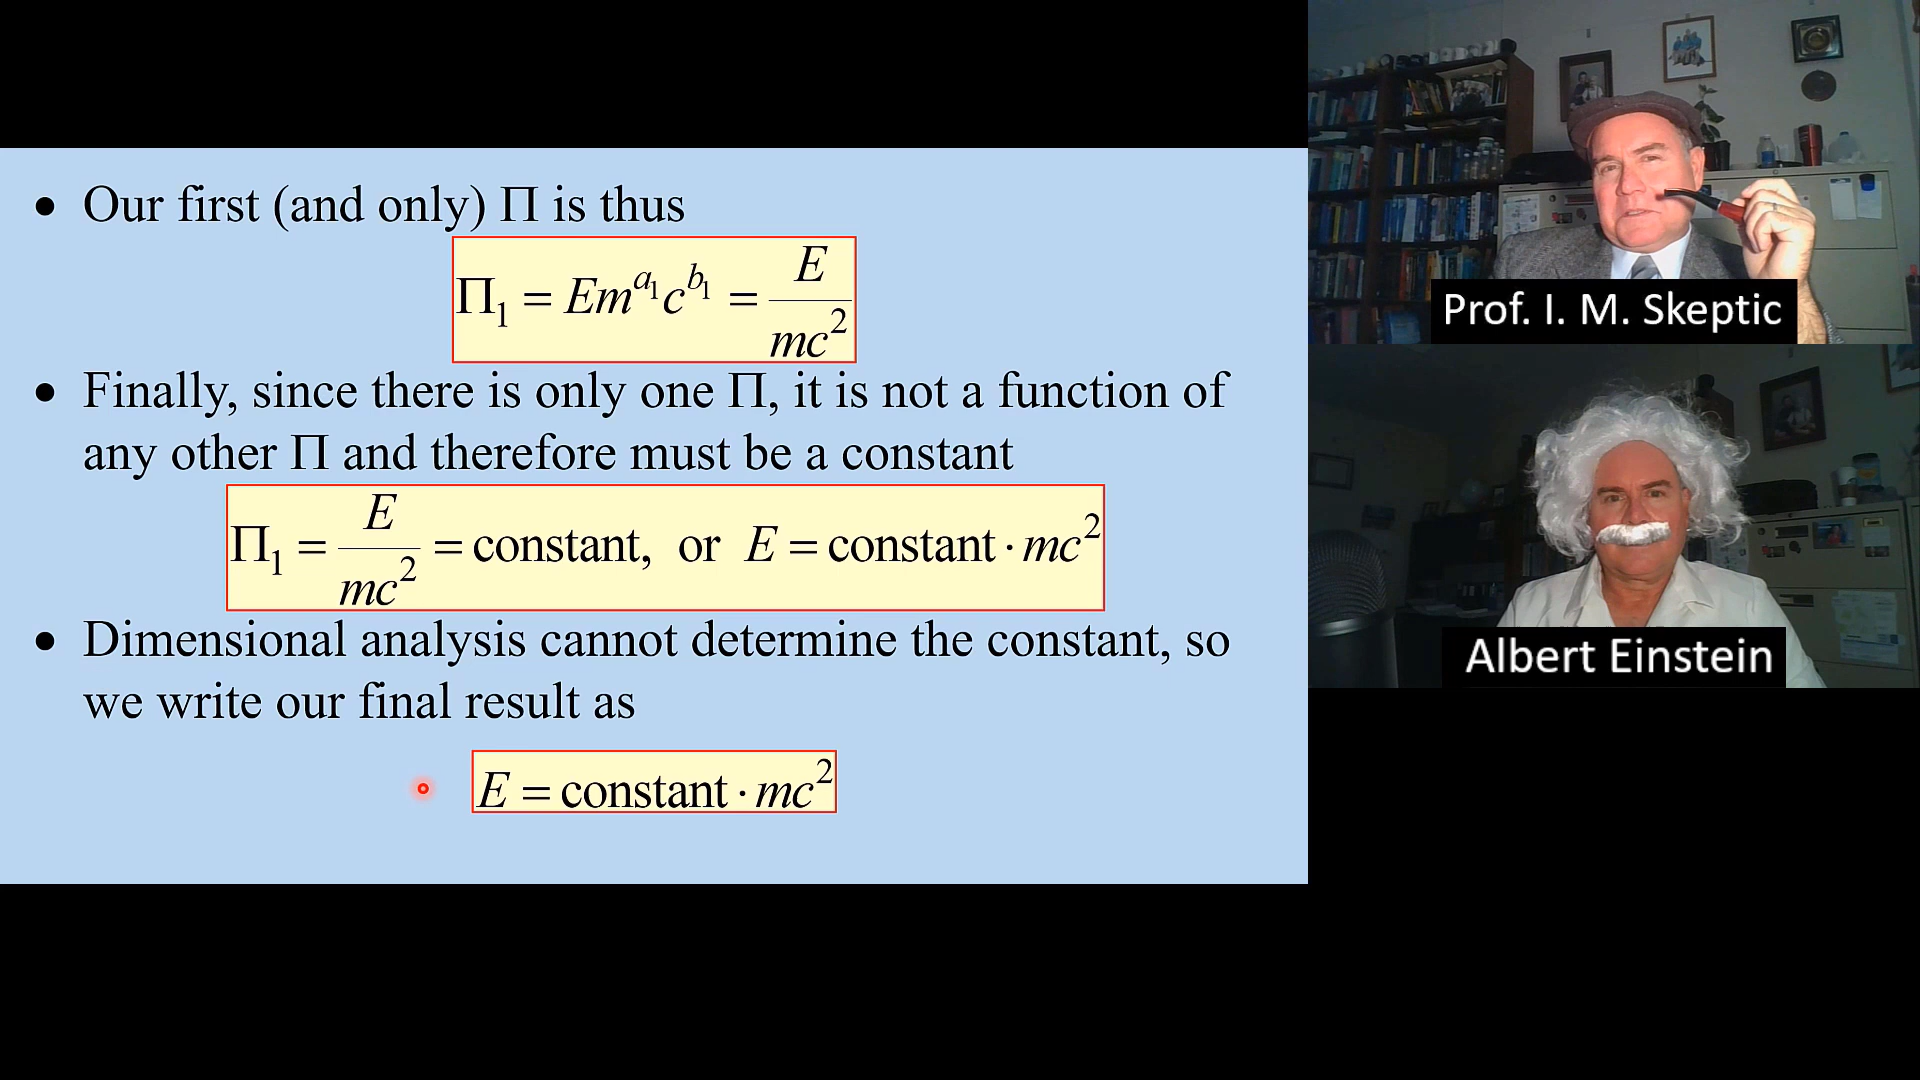 • Our first (and only) Π is thus
Π₁ = Em^{a₁}c^{b₁} = E/mc²
• Finally, since there is only one Π, it is not a function of
any other Π and therefore must be a constant
Π₁ = E/mc² = constant, or E = constant · mc²
• Dimensional analysis cannot determine the constant, so
we write our final result as
E = constant · mc²
Prof. I. M. Skeptic
Albert Einstein